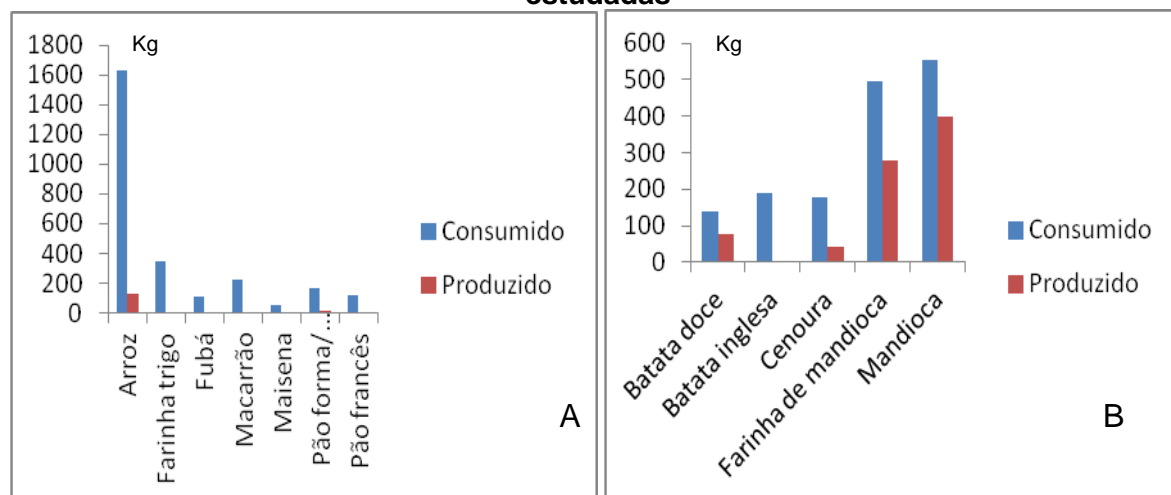 estudadas
Kg
1800
1600
1400
1200
1000
800
600
400
200
0
Arroz
Farinha trigo
Fubá
Macarrão
Maisena
Pão forma/...
Pão francês
Consumido
Produzido
A
Kg
600
500
400
300
200
100
0
Batata doce
Batata inglesa
Cenoura
Farinha de mandioca
Mandioca
Consumido
Produzido
B